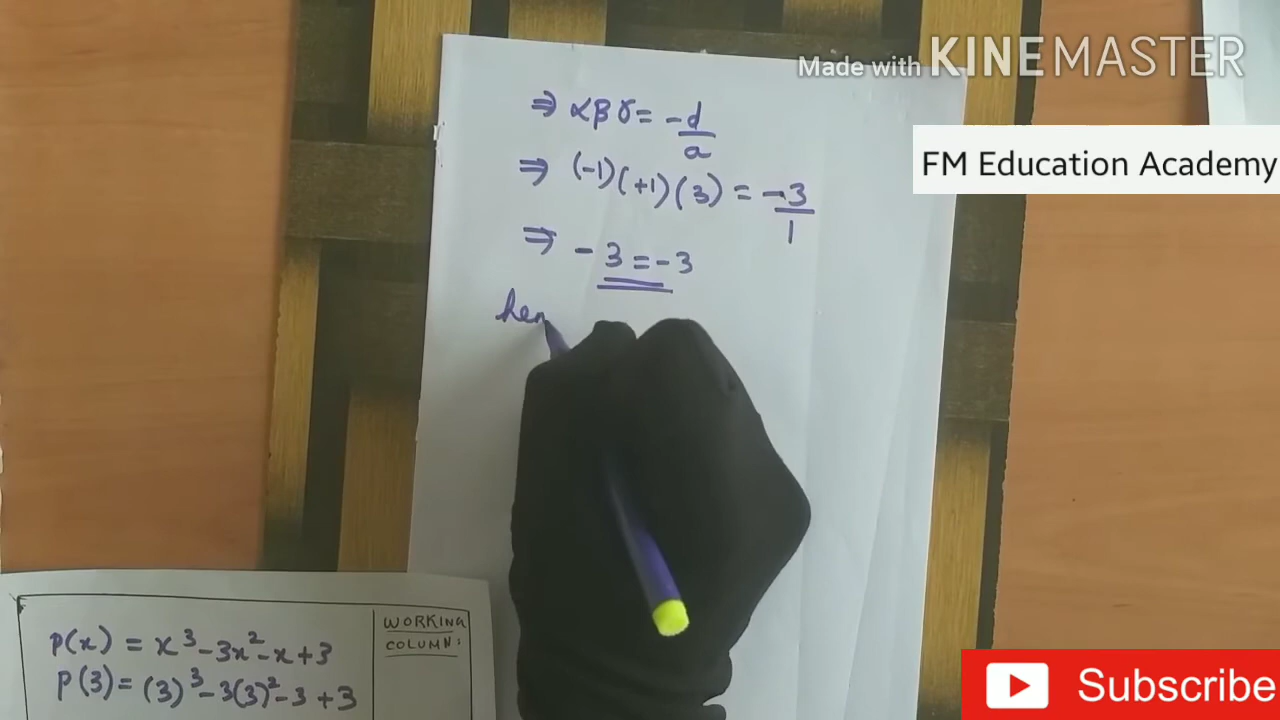 Made with KINEMASTER
FM Education Academy
⇒ αβγ = -d/a
⇒ (-1)(+1)(3) = -3/1
⇒ -3 = -3
hen
WORKING
COLUMN:
p(x) = x³-3x²-x+3
p(3) = (3)³-3(3)²-3+3
Subscribe